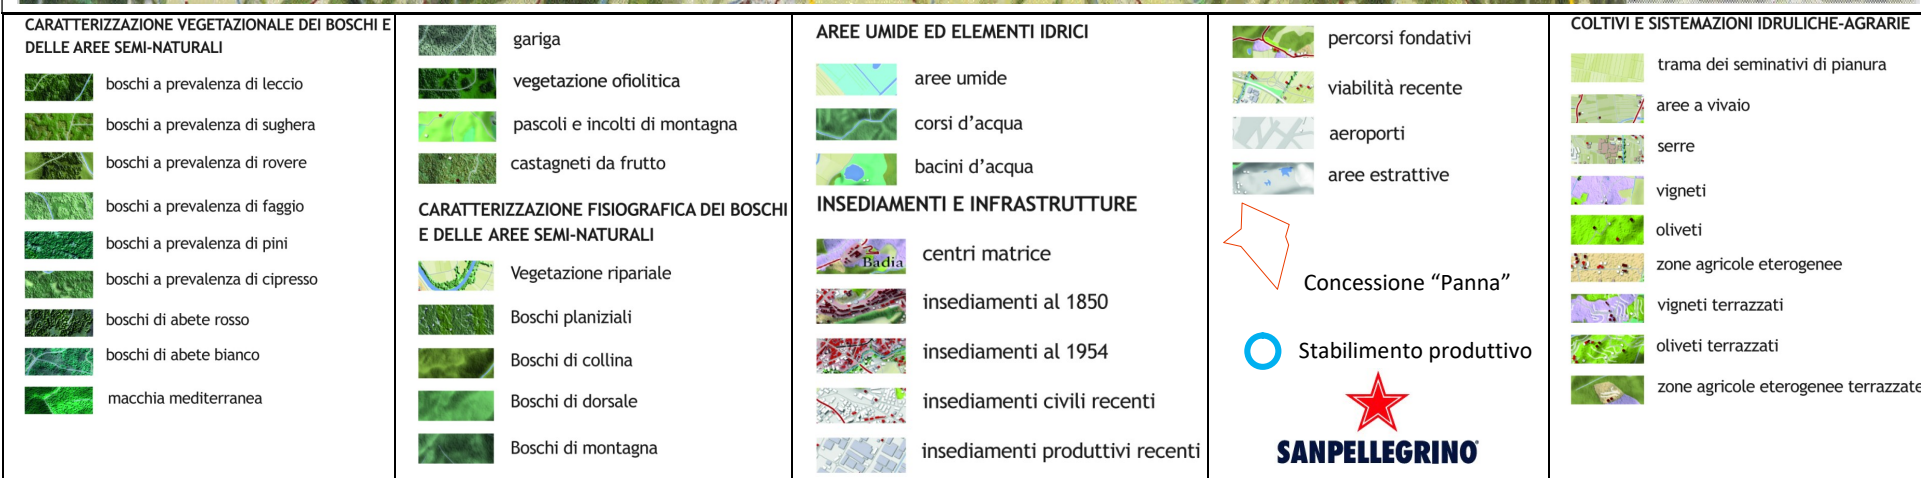 CARATTERIZZAZIONE VEGETAZIONALE DEI BOSCHI E
DELLE AREE SEMI-NATURALI
boschi a prevalenza di leccio
boschi a prevalenza di sughera
boschi a prevalenza di rovere
boschi a prevalenza di faggio
boschi a prevalenza di pini
boschi a prevalenza di cipresso
boschi di abete rosso
boschi di abete bianco
macchia mediterranea
gariga
vegetazione ofiolitica
pascoli e incolti di montagna
castagneti da frutto
CARATTERIZZAZIONE FISIOGRAFICA DEI BOSCHI
E DELLE AREE SEMI-NATURALI
Vegetazione ripariale
Boschi planiziali
Boschi di collina
Boschi di dorsale
Boschi di montagna
AREE UMIDE ED ELEMENTI IDRICI
aree umide
corsi d'acqua
bacini d'acqua
INSEDIAMENTI E INFRASTRUTTURE
Badia
centri matrice
insediamenti al 1850
insediamenti al 1954
insediamenti civili recenti
insediamenti produttivi recenti
percorsi fondativi
viabilità recente
aeroporti
aree estrattive
Concessione “Panna”
Stabilimento produttivo
SANPELLEGRINO
COLTIVI E SISTEMAZIONI IDRULICHE-AGRARIE
trama dei seminativi di pianura
aree a vivaio
serre
vigneti
oliveti
zone agricole eterogenee
vigneti terrazzati
oliveti terrazzati
zone agricole eterogenee terrazzate